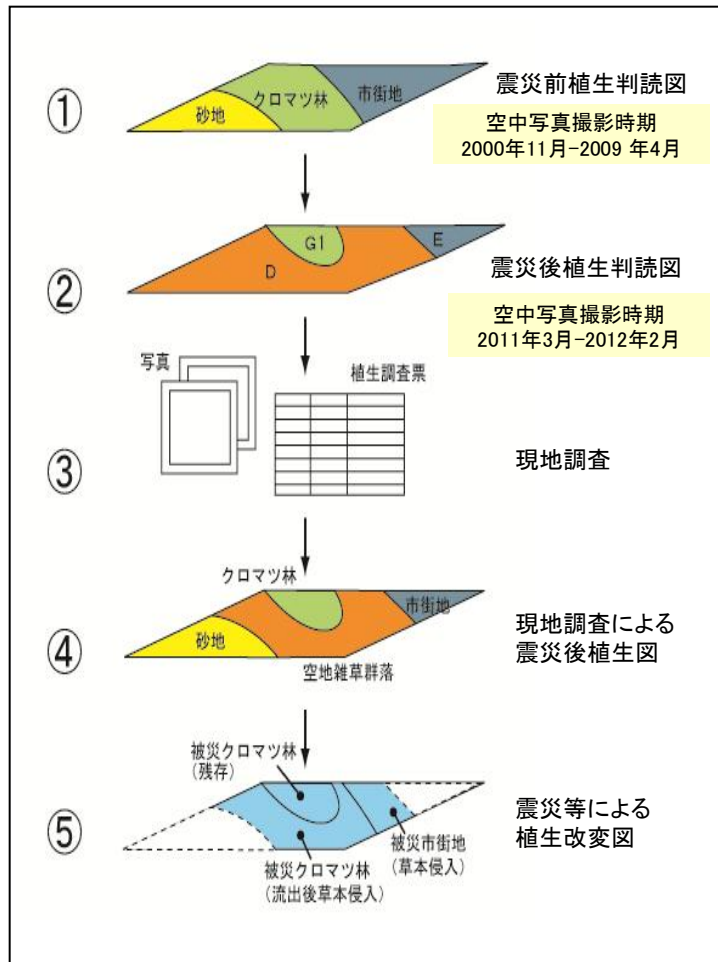 ①
砂地
クロマツ林
市街地
震災前植生判読図
空中写真撮影時期
2000年11月-2009 年4月
②
D
G1
E
震災後植生判読図
空中写真撮影時期
2011年3月-2012年2月
③
写真
植生調査票
現地調査
④
クロマツ林
砂地
市街地
空地雑草群落
現地調査による
震災後植生図
⑤
被災クロマツ林
（残存）
被災クロマツ林
（流出後草本侵入）
被災市街地
（草本侵入）
震災等による
植生改変図